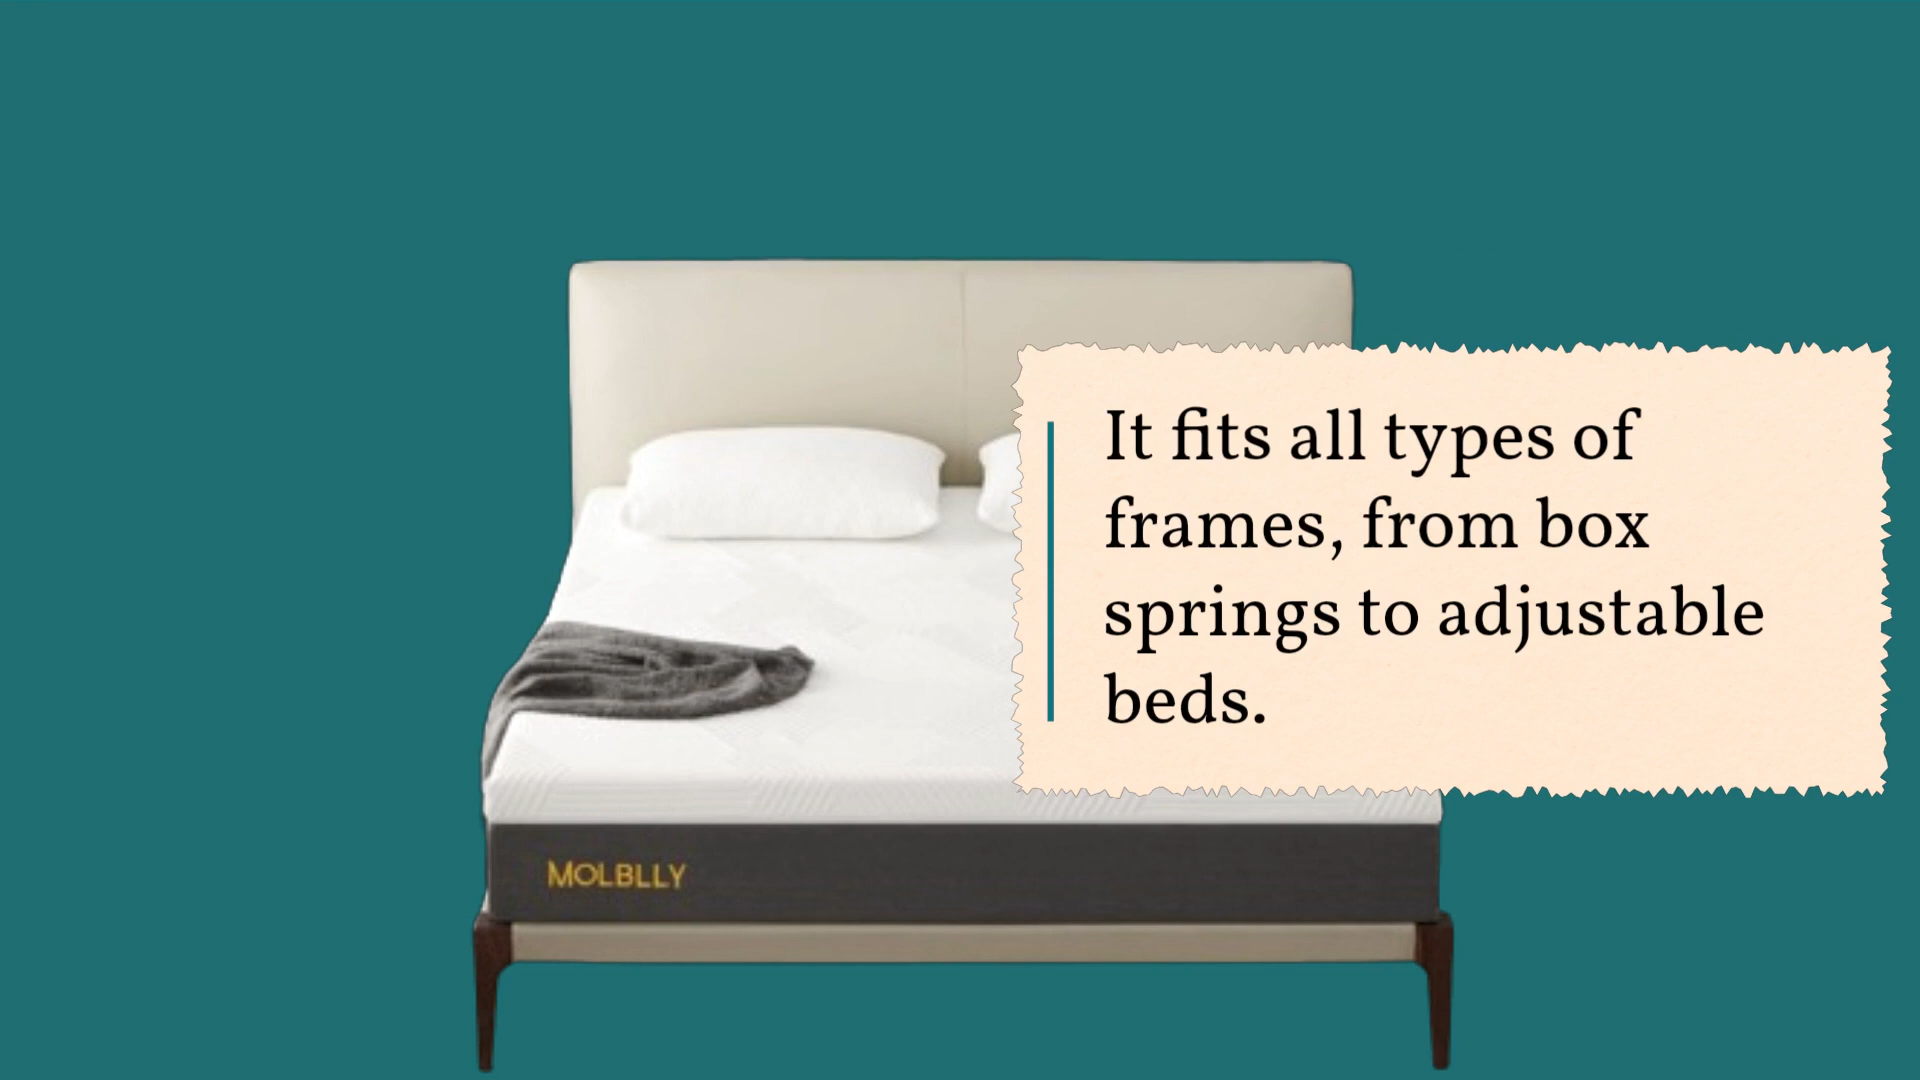 It fits all types of
frames, from box
springs to adjustable
beds.
MOLBLLY